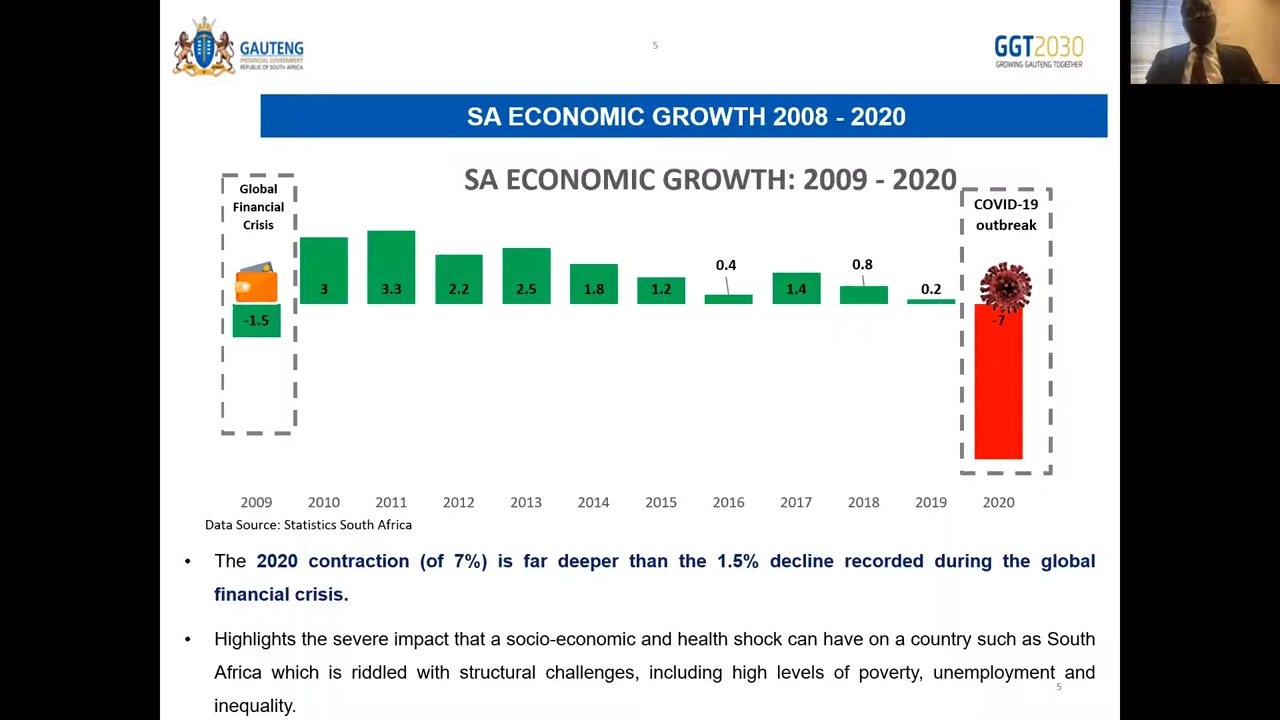 GAUTENG
PROVINCIAL GOVERNMENT
REPUBLIC OF SOUTH AFRICA
5
GGT2030
GROWING GAUTENG TOGETHER
SA ECONOMIC GROWTH 2008 - 2020
SA ECONOMIC GROWTH: 2009 - 2020
Global
Financial
Crisis
COVID-19
outbreak
-1.5
3
3.3
2.2
2.5
1.8
1.2
0.4
1.4
0.8
0.2
-7
2009 2010 2011 2012 2013 2014 2015 2016 2017 2018 2019 2020
Data Source: Statistics South Africa
• The 2020 contraction (of 7%) is far deeper than the 1.5% decline recorded during the global
financial crisis.
• Highlights the severe impact that a socio-economic and health shock can have on a country such as South
Africa which is riddled with structural challenges, including high levels of poverty, unemployment and
inequality.
5